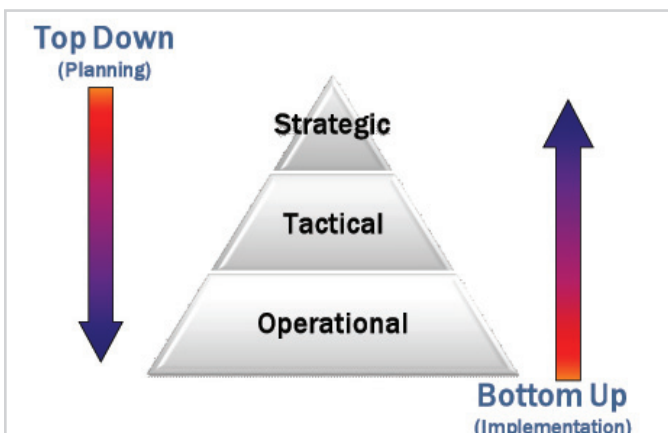 Top Down
(Planning)
Strategic
Tactical
Operational
Bottom Up
(Implementation)